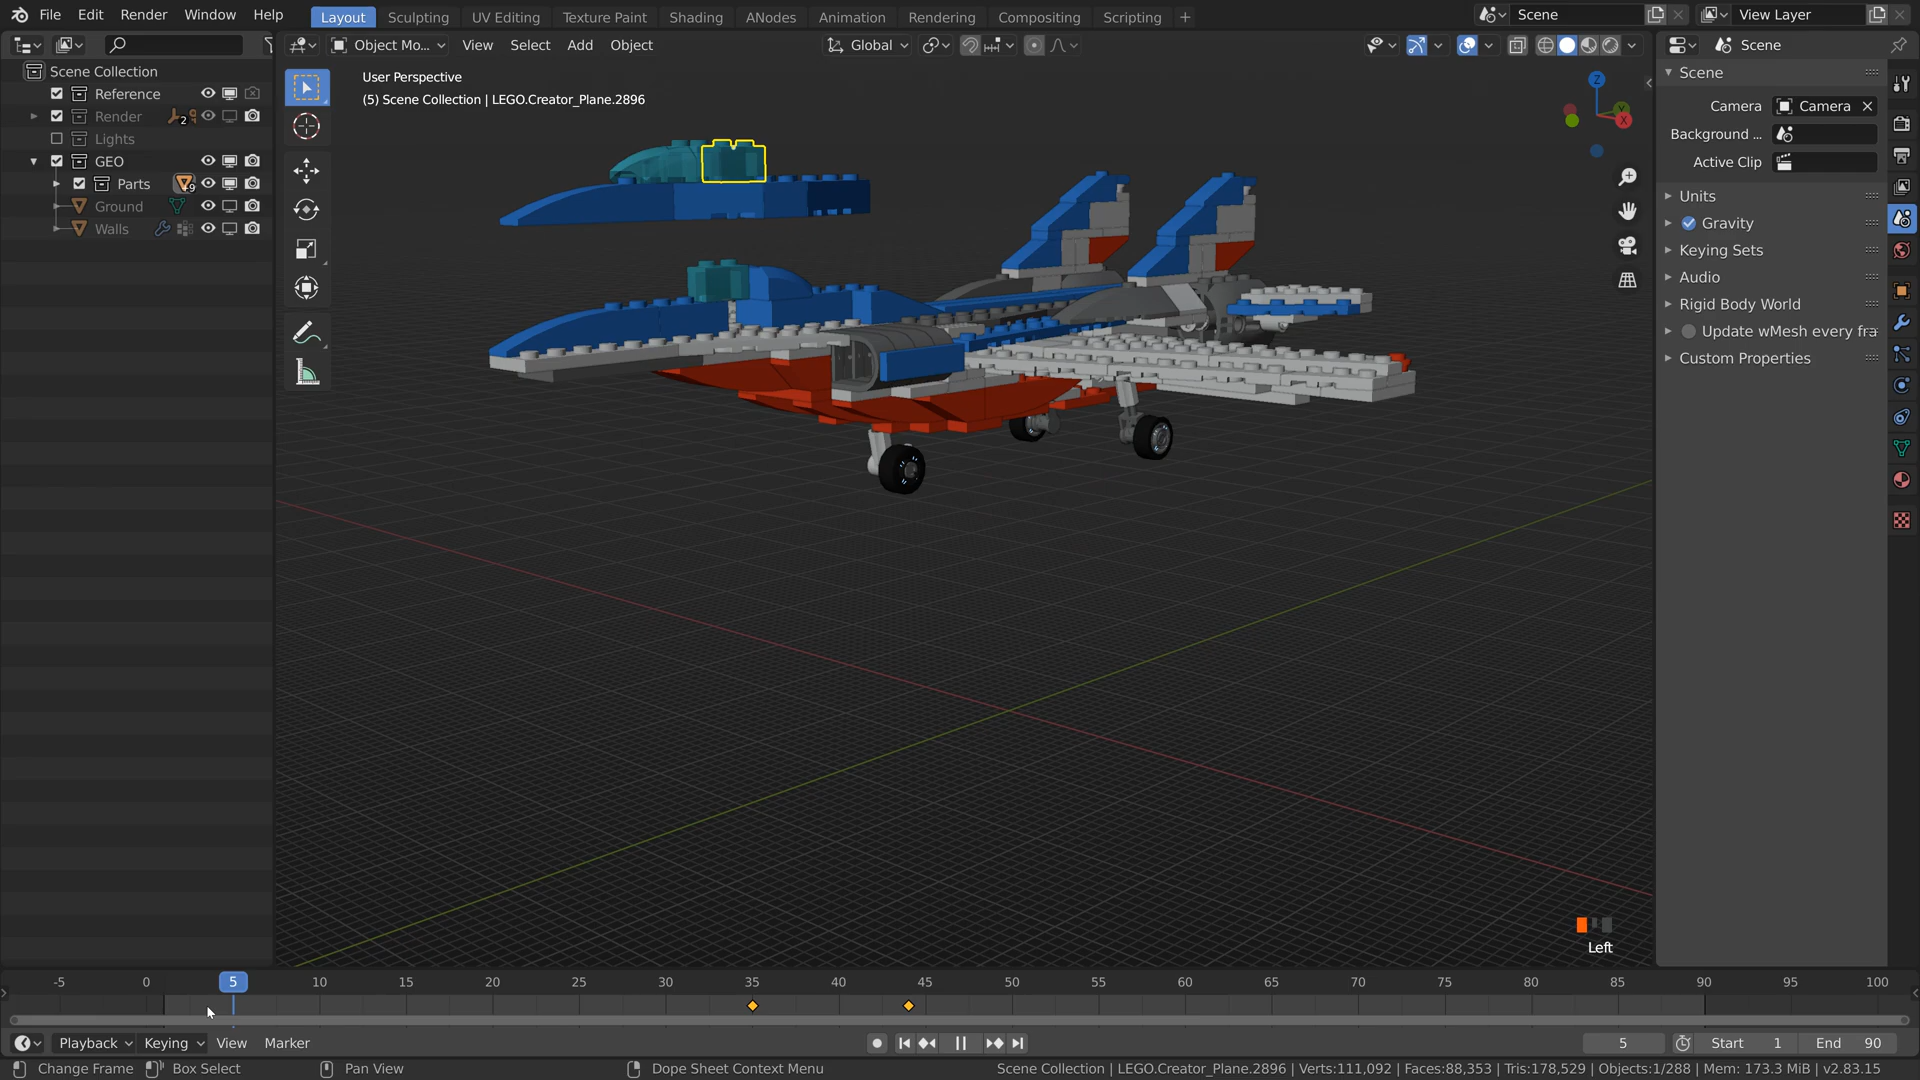 File Edit Render Window Help Layout Sculpting UV Editing Texture Paint Shading ANodes Animation Rendering Compositing Scripting + Scene View Layer
Object Mo... View Select Add Object Global Scene
Scene Collection
Reference
Render 2
Lights
GEO
Parts 9
Ground
Walls
User Perspective
(5) Scene Collection | LEGO.Creator_Plane.2896
Z
Y
X
Left
Scene
Camera Camera
Background ...
Active Clip
Units
Gravity
Keying Sets
Audio
Rigid Body World
Update wMesh every fra
Custom Properties
-5 0 5 10 15 20 25 30 35 40 45 50 55 60 65 70 75 80 85 90 95 100
Playback Keying View Marker 5 Start 1 End 90
Change Frame Box Select Pan View Dope Sheet Context Menu Scene Collection | LEGO.Creator_Plane.2896 | Verts:111,092 | Faces:88,353 | Tris:178,529 | Objects:1/288 | Mem: 173.3 MiB | v2.83.15